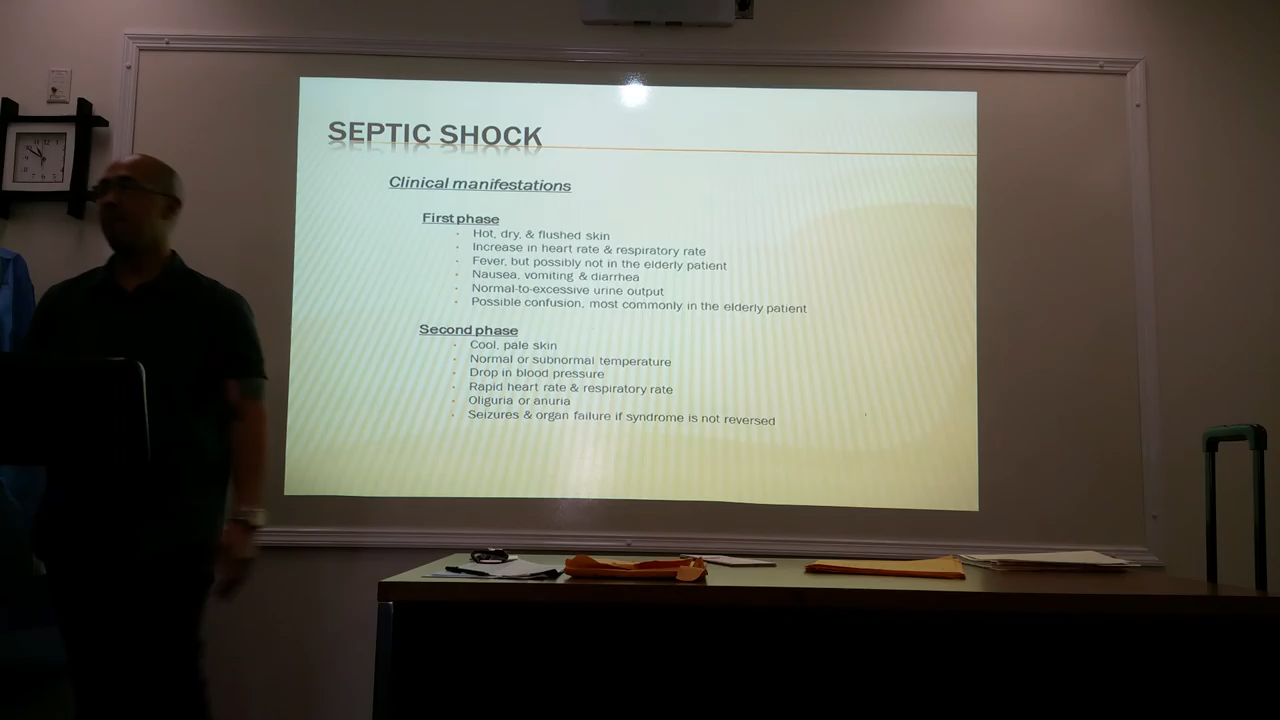 SEPTIC SHOCK
Clinical manifestations
First phase
· Hot, dry, & flushed skin
· Increase in heart rate & respiratory rate
· Fever, but possibly not in the elderly patient
· Nausea, vomiting & diarrhea
· Normal-to-excessive urine output
· Possible confusion, most commonly in the elderly patient
Second phase
· Cool, pale skin
· Normal or subnormal temperature
· Drop in blood pressure
· Rapid heart rate & respiratory rate
· Oliguria or anuria
· Seizures & organ failure if syndrome is not reversed